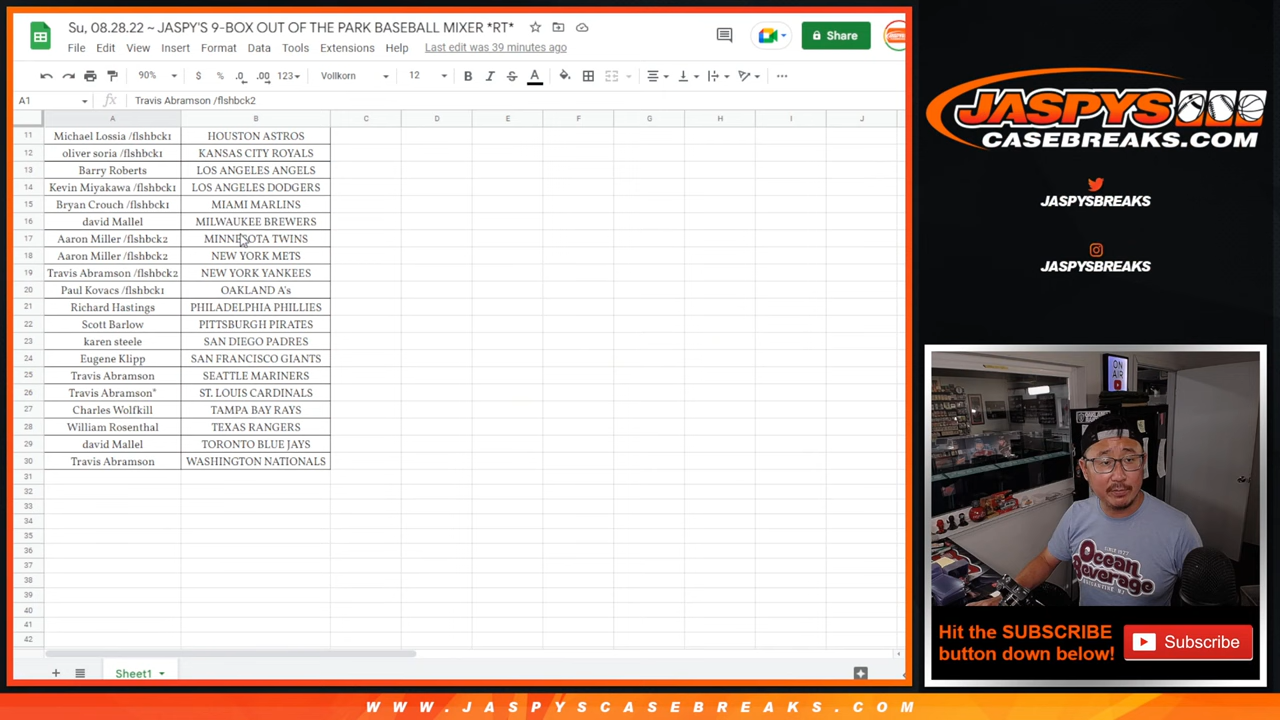 Su, 08.28.22 ~ JASPY'S 9-BOX OUT OF THE PARK BASEBALL MIXER *RT*
File Edit View Insert Format Data Tools Extensions Help Last edit was 39 minutes ago
Share
90% $ % .0 .00 123 Vollkorn 12 B I S A
A1 fx Travis Abramson /flshbck2
A B C D E F G H I J
11 Michael Lossia /flshbck1 HOUSTON ASTROS
12 oliver soria /flshbck1 KANSAS CITY ROYALS
13 Barry Roberts LOS ANGELES ANGELS
14 Kevin Miyakawa /flshbck1 LOS ANGELES DODGERS
15 Bryan Crouch /flshbck1 MIAMI MARLINS
16 david Mallel MILWAUKEE BREWERS
17 Aaron Miller /flshbck2 MINNESOTA TWINS
18 Aaron Miller /flshbck2 NEW YORK METS
19 Travis Abramson /flshbck2 NEW YORK YANKEES
20 Paul Kovacs /flshbck1 OAKLAND A's
21 Richard Hastings PHILADELPHIA PHILLIES
22 Scott Barlow PITTSBURGH PIRATES
23 karen steele SAN DIEGO PADRES
24 Eugene Klipp SAN FRANCISCO GIANTS
25 Travis Abramson SEATTLE MARINERS
26 Travis Abramson* ST. LOUIS CARDINALS
27 Charles Wolfkill TAMPA BAY RAYS
28 William Rosenthal TEXAS RANGERS
29 david Mallel TORONTO BLUE JAYS
30 Travis Abramson WASHINGTON NATIONALS
31
32
33
34
35
36
37
38
39
40
41
42
Sheet1
JASPYS
CASEBREAKS.COM
JASPYSBREAKS
JASPYSBREAKS
ON
AIR
Ocean
Beverage
Hit the SUBSCRIBE
button down below!
Subscribe
WWW.JASPYSCASEBREAKS.COM